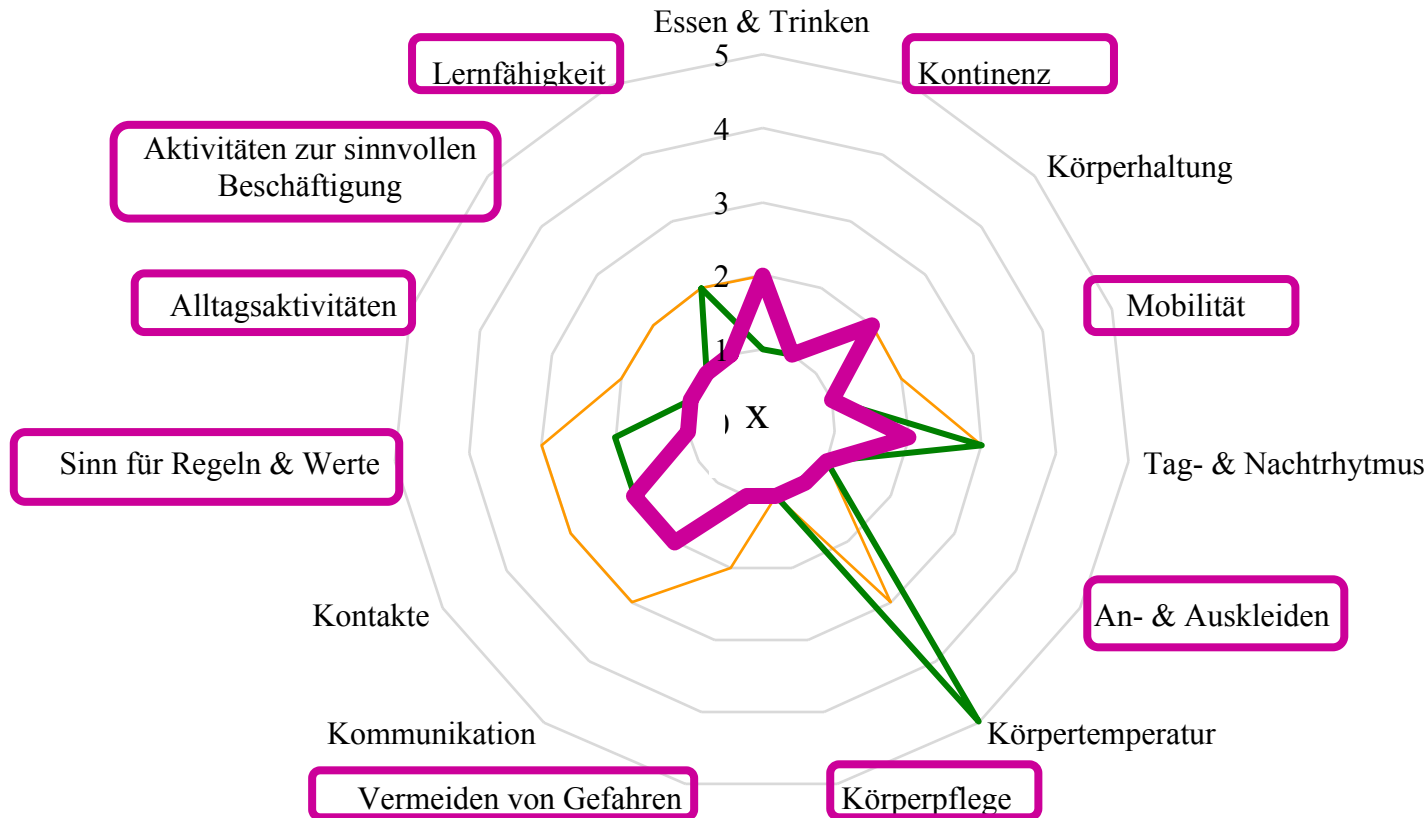 Essen & Trinken
Lernfähigkeit
5
Kontinenz
Aktivitäten zur sinnvollen
Beschäftigung
4
Körperhaltung
3
Alltagsaktivitäten
2
Mobilität
1
x
Sinn für Regeln & Werte
Tag- & Nachtrhytmus
Kontakte
An- & Auskleiden
Kommunikation
Körpertemperatur
Vermeiden von Gefahren
Körperpflege